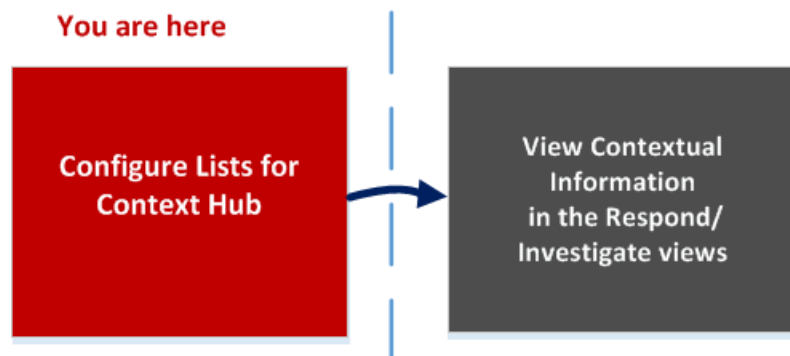 You are here
Configure Lists for
Context Hub
View Contextual
Information
in the Respond/
Investigate views